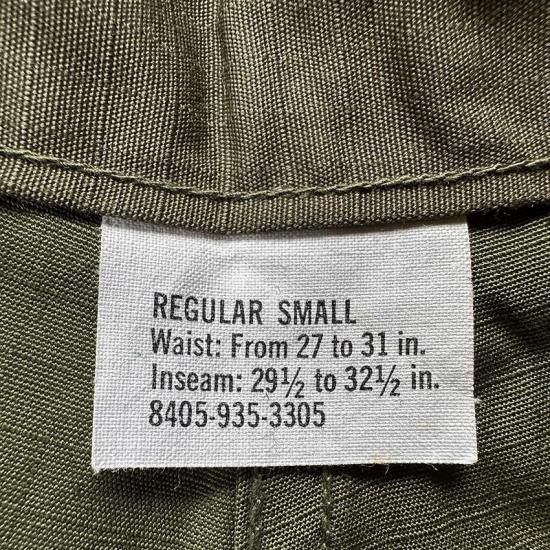 REGULAR SMALL
Waist: From 27 to 31 in.
Inseam: 29½ to 32½ in.
8405-935-3305